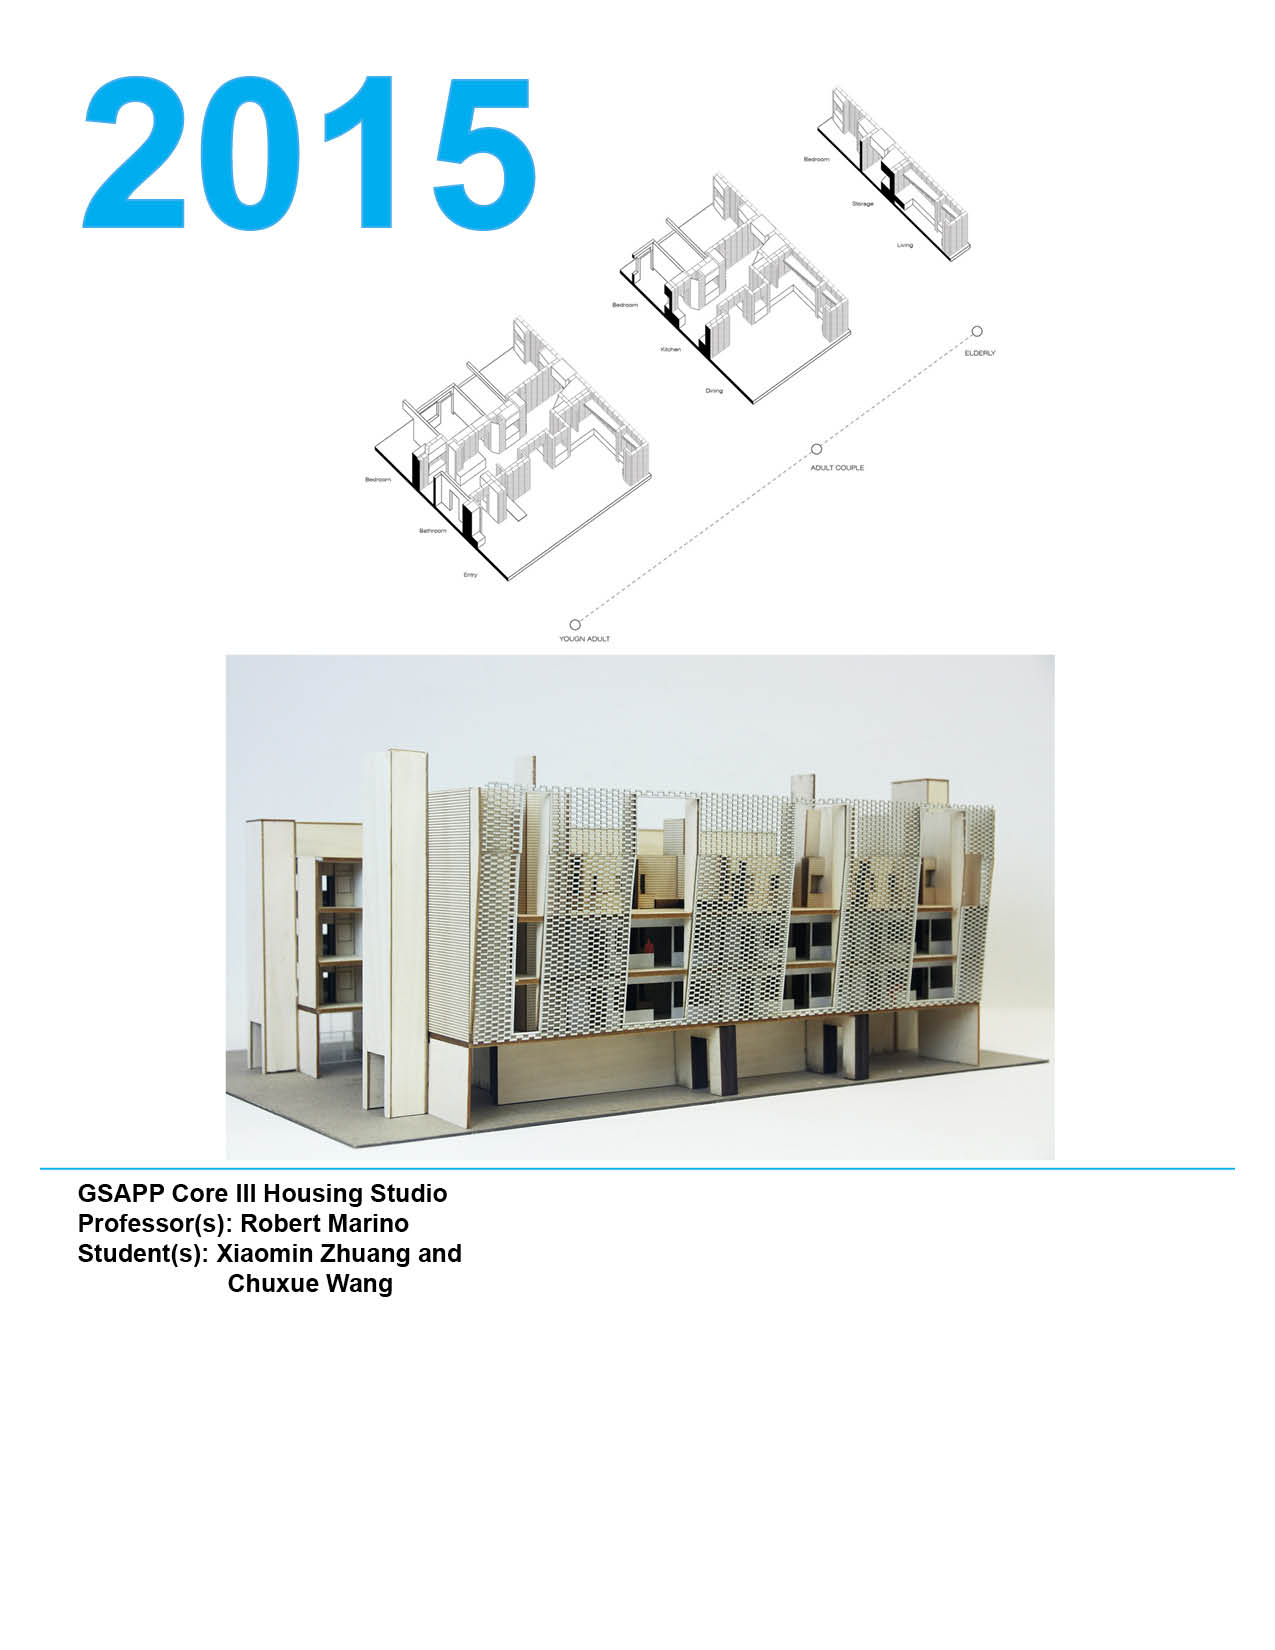 2015
Bedroom
Storage
Living
Bedroom
Kitchen
Dining
ELDERLY
ADULT COUPLE
Bedroom
Bathroom
Entry
YOUGN ADULT
GSAPP Core III Housing Studio
Professor(s): Robert Marino
Student(s): Xiaomin Zhuang and
Chuxue Wang